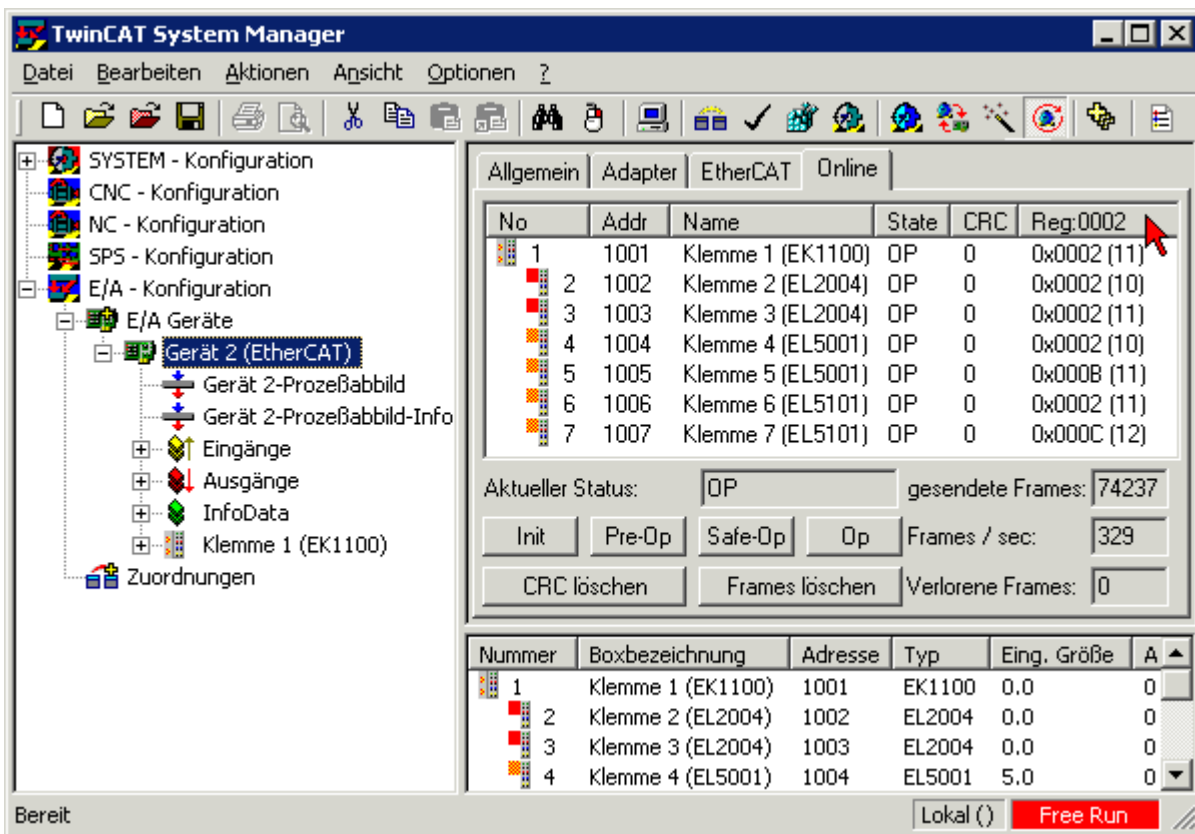 TwinCAT System Manager
Datei Bearbeiten Aktionen Ansicht Optionen ?
SYSTEM - Konfiguration
CNC - Konfiguration
NC - Konfiguration
SPS - Konfiguration
E/A - Konfiguration
E/A Geräte
Gerät 2 (EtherCAT)
Gerät 2-Prozeßabbild
Gerät 2-Prozeßabbild-Info
Eingänge
Ausgänge
InfoData
Klemme 1 (EK1100)
Zuordnungen
Allgemein Adapter EtherCAT Online
No Addr Name State CRC Reg:0002
1 1001 Klemme 1 (EK1100) OP 0 0x0002 (11)
2 1002 Klemme 2 (EL2004) OP 0 0x0002 (10)
3 1003 Klemme 3 (EL2004) OP 0 0x0002 (11)
4 1004 Klemme 4 (EL5001) OP 0 0x0002 (10)
5 1005 Klemme 5 (EL5001) OP 0 0x000B (11)
6 1006 Klemme 6 (EL5101) OP 0 0x0002 (11)
7 1007 Klemme 7 (EL5101) OP 0 0x000C (12)
Aktueller Status: OP gesendete Frames: 74237
Init Pre-Op Safe-Op Op Frames / sec: 329
CRC löschen Frames löschen Verlorene Frames: 0
Nummer Boxbezeichnung Adresse Typ Eing. Größe A
1 Klemme 1 (EK1100) 1001 EK1100 0.0 0
2 Klemme 2 (EL2004) 1002 EL2004 0.0 0
3 Klemme 3 (EL2004) 1003 EL2004 0.0 0
4 Klemme 4 (EL5001) 1004 EL5001 5.0 0
Bereit Lokal () Free Run